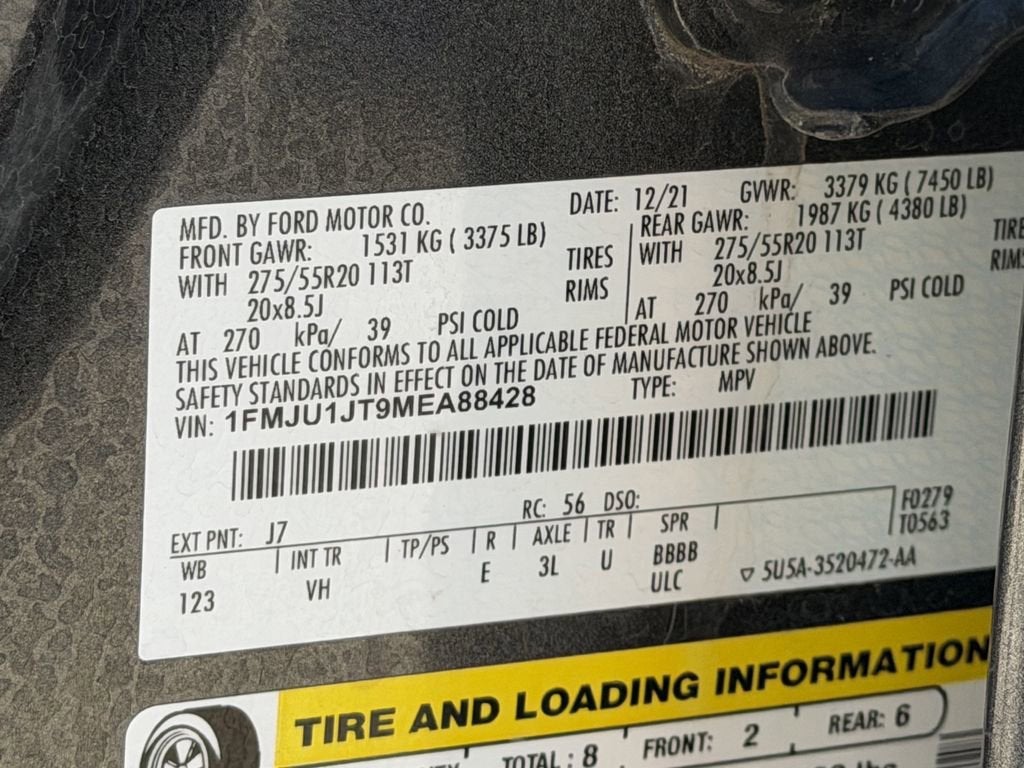 MFD. BY FORD MOTOR CO. DATE: 12/21 GVWR: 3379 KG ( 7450 LB)
FRONT GAWR: 1531 KG ( 3375 LB) REAR GAWR: 1987 KG ( 4380 LB)
WITH 275/55R20 113T TIRES WITH 275/55R20 113T TIRE
20x8.5J RIMS 20x8.5J RIMS
AT 270 kPa/ 39 PSI COLD AT 270 kPa/ 39 PSI COLD
THIS VEHICLE CONFORMS TO ALL APPLICABLE FEDERAL MOTOR VEHICLE
SAFETY STANDARDS IN EFFECT ON THE DATE OF MANUFACTURE SHOWN ABOVE.
VIN: 1FMJU1JT9MEA88428 TYPE: MPV
EXT PNT: J7 RC: 56 DSO: F0279
WB INT TR TP/PS R AXLE TR SPR T0563
123 VH E 3L U BBBB
ULC ▽ 5U5A-3520472-AA
TIRE AND LOADING INFORMATION
TOTAL : 8 FRONT: 2 REAR: 6